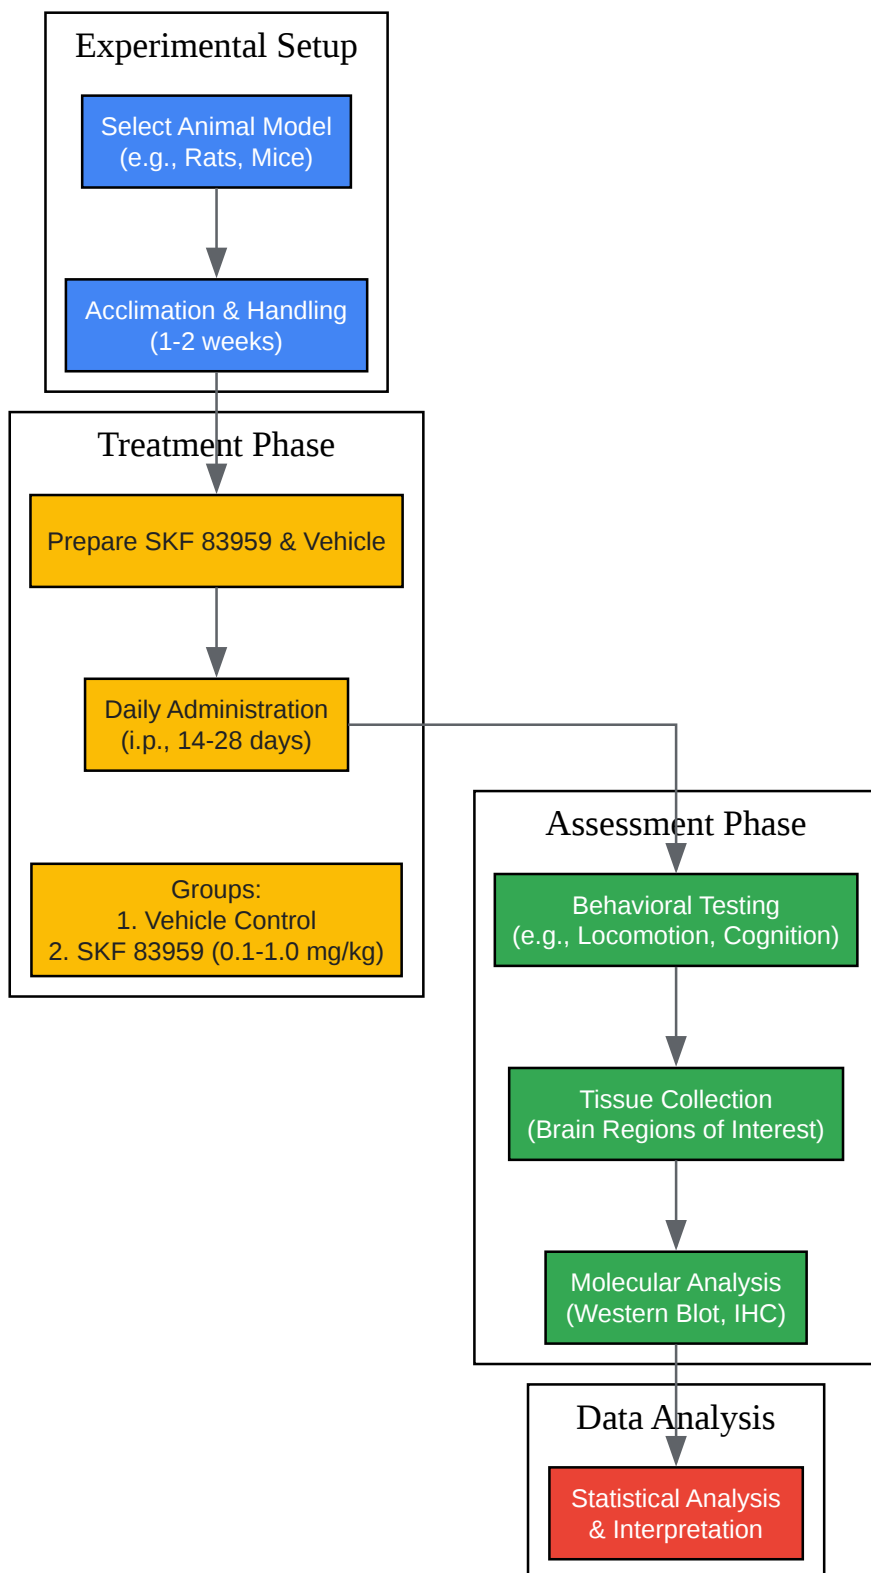 Experimental Setup
Select Animal Model
(e.g., Rats, Mice)
Acclimation & Handling
(1-2 weeks)
Treatment Phase
Prepare SKF 83959 & Vehicle
Daily Administration
(i.p., 14-28 days)
Groups:
1. Vehicle Control
2. SKF 83959 (0.1-1.0 mg/kg)
Assessment Phase
Behavioral Testing
(e.g., Locomotion, Cognition)
Tissue Collection
(Brain Regions of Interest)
Molecular Analysis
(Western Blot, IHC)
Data Analysis
Statistical Analysis
& Interpretation